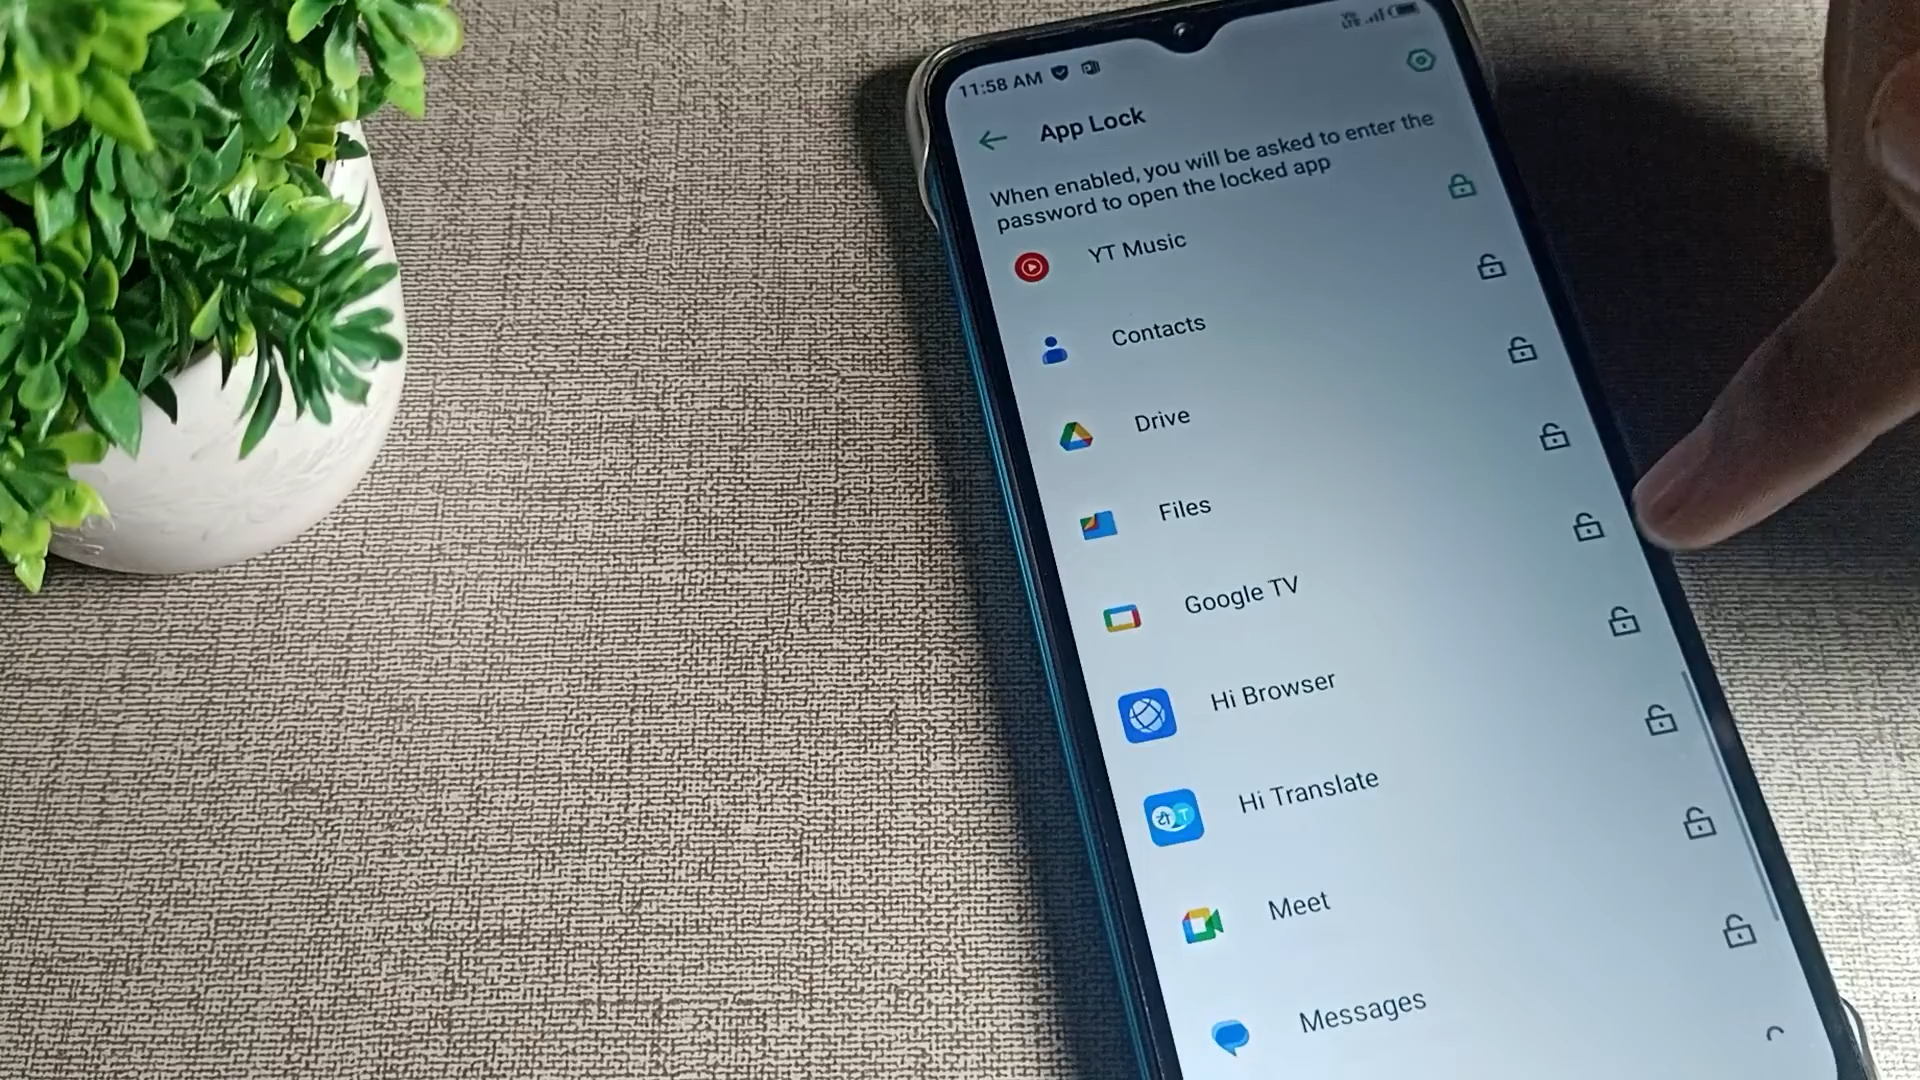 11:58 AM
App Lock
When enabled, you will be asked to enter the
password to open the locked app
YT Music
Contacts
Drive
Files
Google TV
Hi Browser
Hi Translate
Meet
Messages